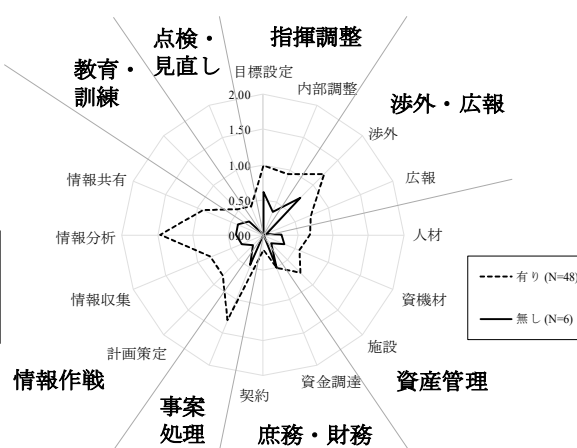 点検・
見直し
指揮調整
教育・
訓練
渉外・広報
目標設定
内部調整
渉外
広報
人材
資機材
施設
資金調達
契約
計画策定
情報収集
情報分析
情報共有
2.00
1.50
1.00
0.50
0.00
有り (N=48)
無し (N=6)
情報作戦
事案
処理
庶務・財務
資産管理